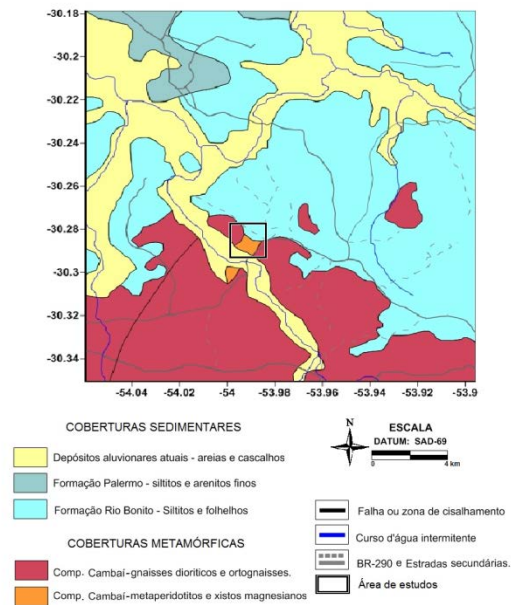 -30.18
-30.2
-30.22
-30.24
-30.26
-30.28
-30.3
-30.32
-30.34
-54.04 -54.02 -54 -53.98 -53.96 -53.94 -53.92 -53.9
COBERTURAS SEDIMENTARES
Depósitos aluvionares atuais - areias e cascalhos
Formação Palermo - siltitos e arenitos finos
Formação Rio Bonito - Siltitos e folhelhos
COBERTURAS METAMÓRFICAS
Comp. Cambaí-gnaisses dioriticos e ortognaisses.
Comp. Cambaí-metaperidotitos e xistos magnesianos
N
ESCALA
DATUM: SAD-69
0 4 km
Falha ou zona de cisalhamento
Curso d'água intermitente
BR-290 e Estradas secundárias.
Área de estudos